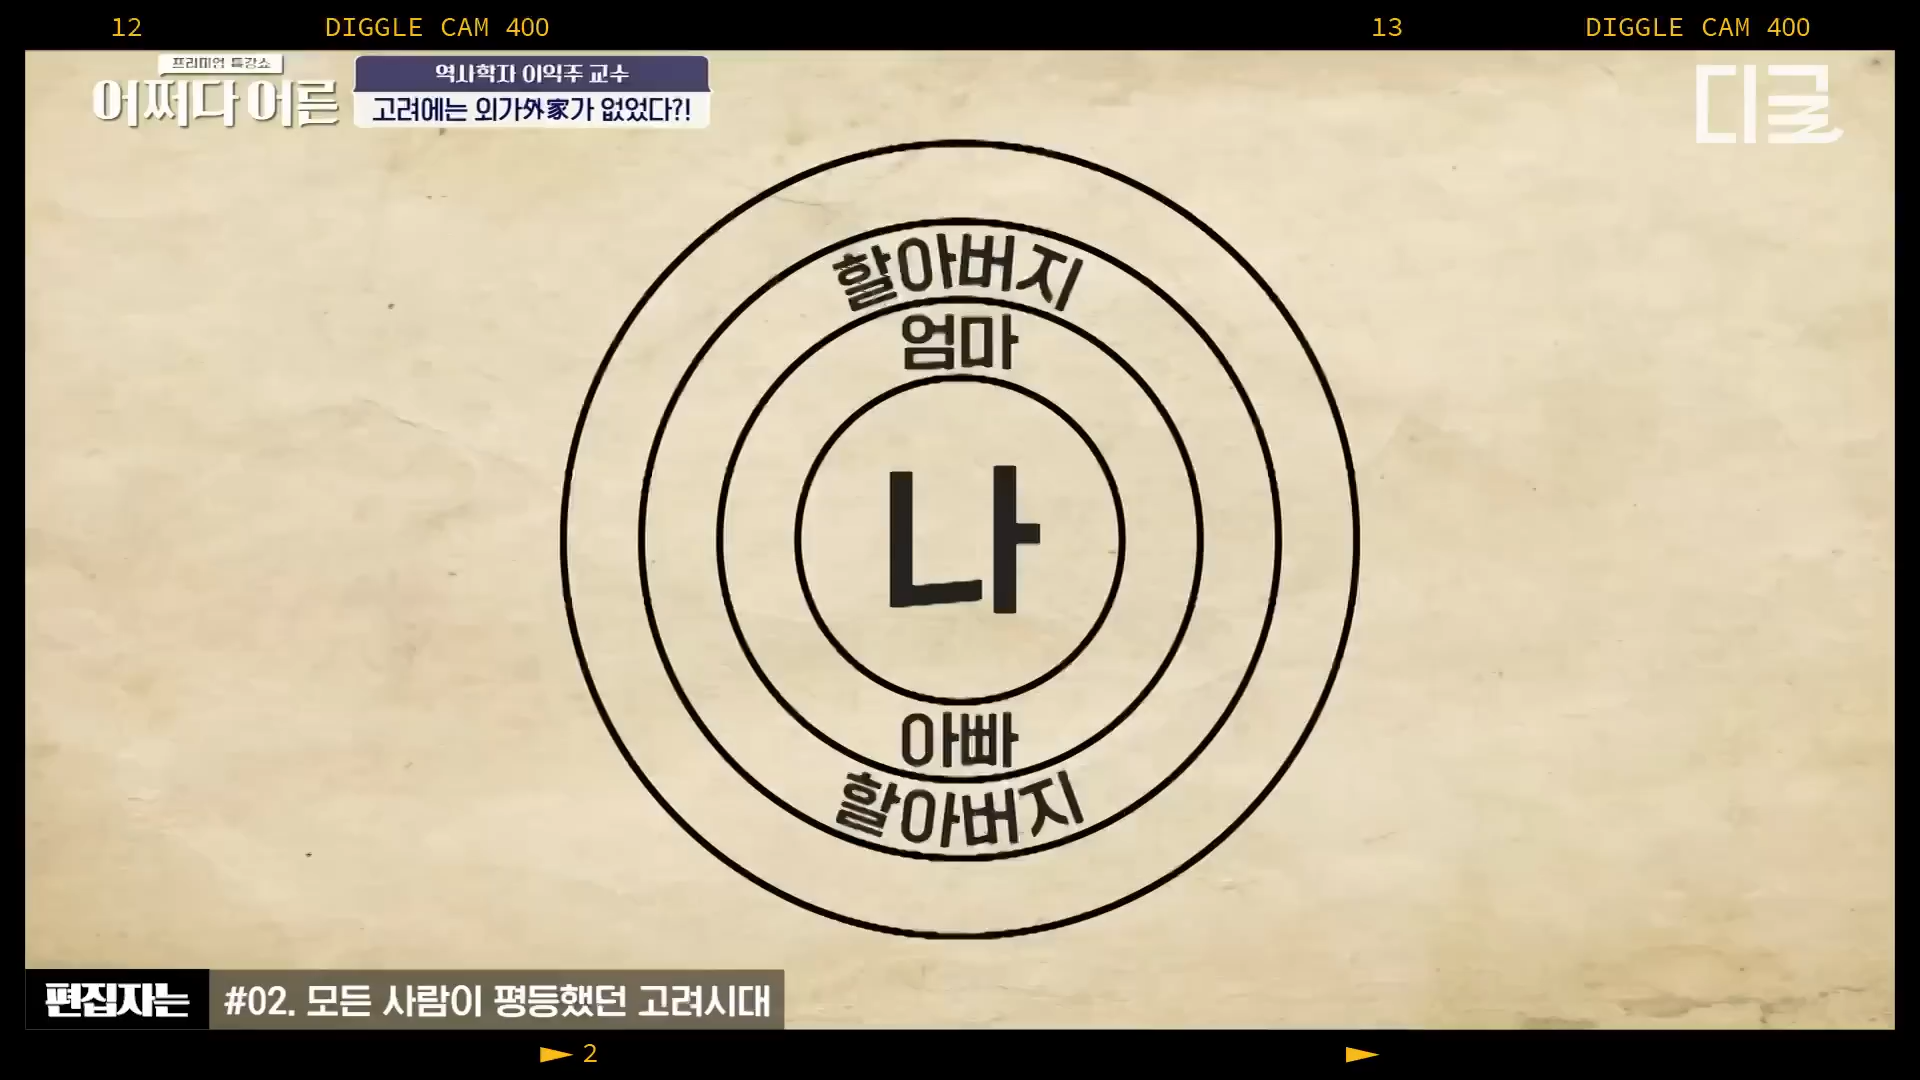 12 DIGGLE CAM 400 13 DIGGLE CAM 400
프리미엄 특강쇼
어쩌다 어른
역사학자 이익주 교수
고려에는 외가外家가 없었다?!
디글
할아버지
엄마
나
아빠
할아버지
편집자는 #02. 모든 사람이 평등했던 고려시대
2